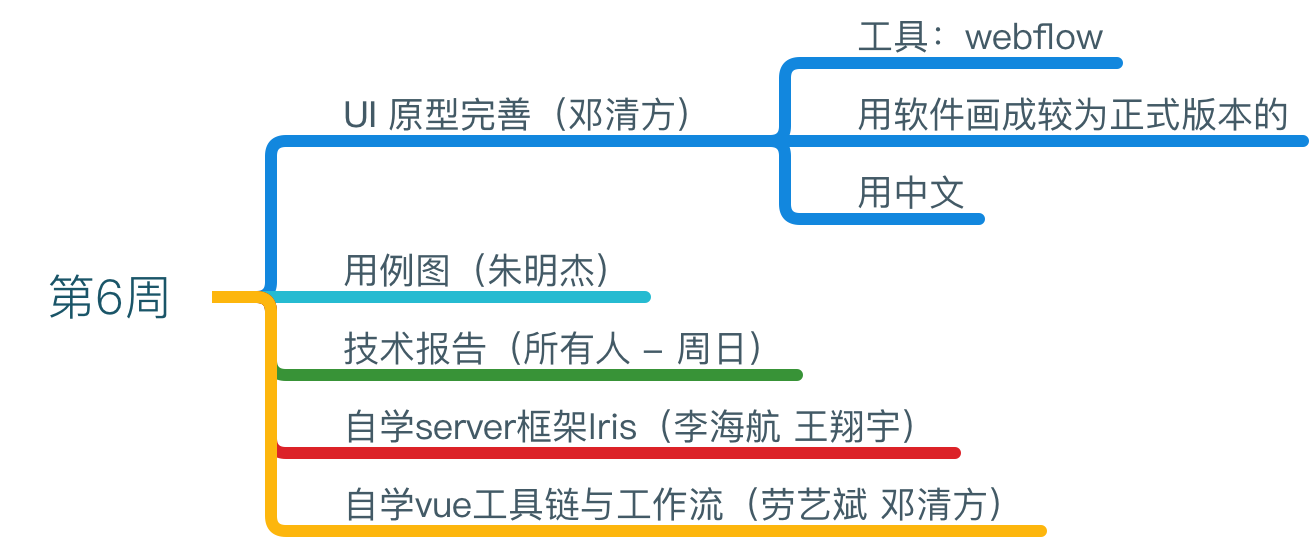 第6周
UI 原型完善（邓清方）
工具：webflow
用软件画成较为正式版本的
用中文
用例图（朱明杰）
技术报告（所有人 – 周日）
自学server框架Iris（李海航 王翔宇）
自学vue工具链与工作流（劳艺斌 邓清方）